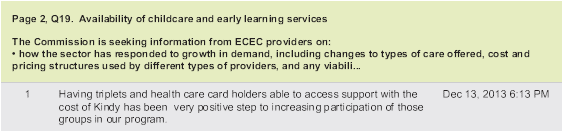 Page 2, Q19. Availability of childcare and early learning services
The Commission is seeking information from ECEC providers on:
• how the sector has responded to growth in demand, including changes to types of care offered, cost and
pricing structures used by different types of providers, and any viabili...
1 Having triplets and health care card holders able to access support with the Dec 13, 2013 6:13 PM
cost of Kindy has been very positive step to increasing participation of those
groups in our program.